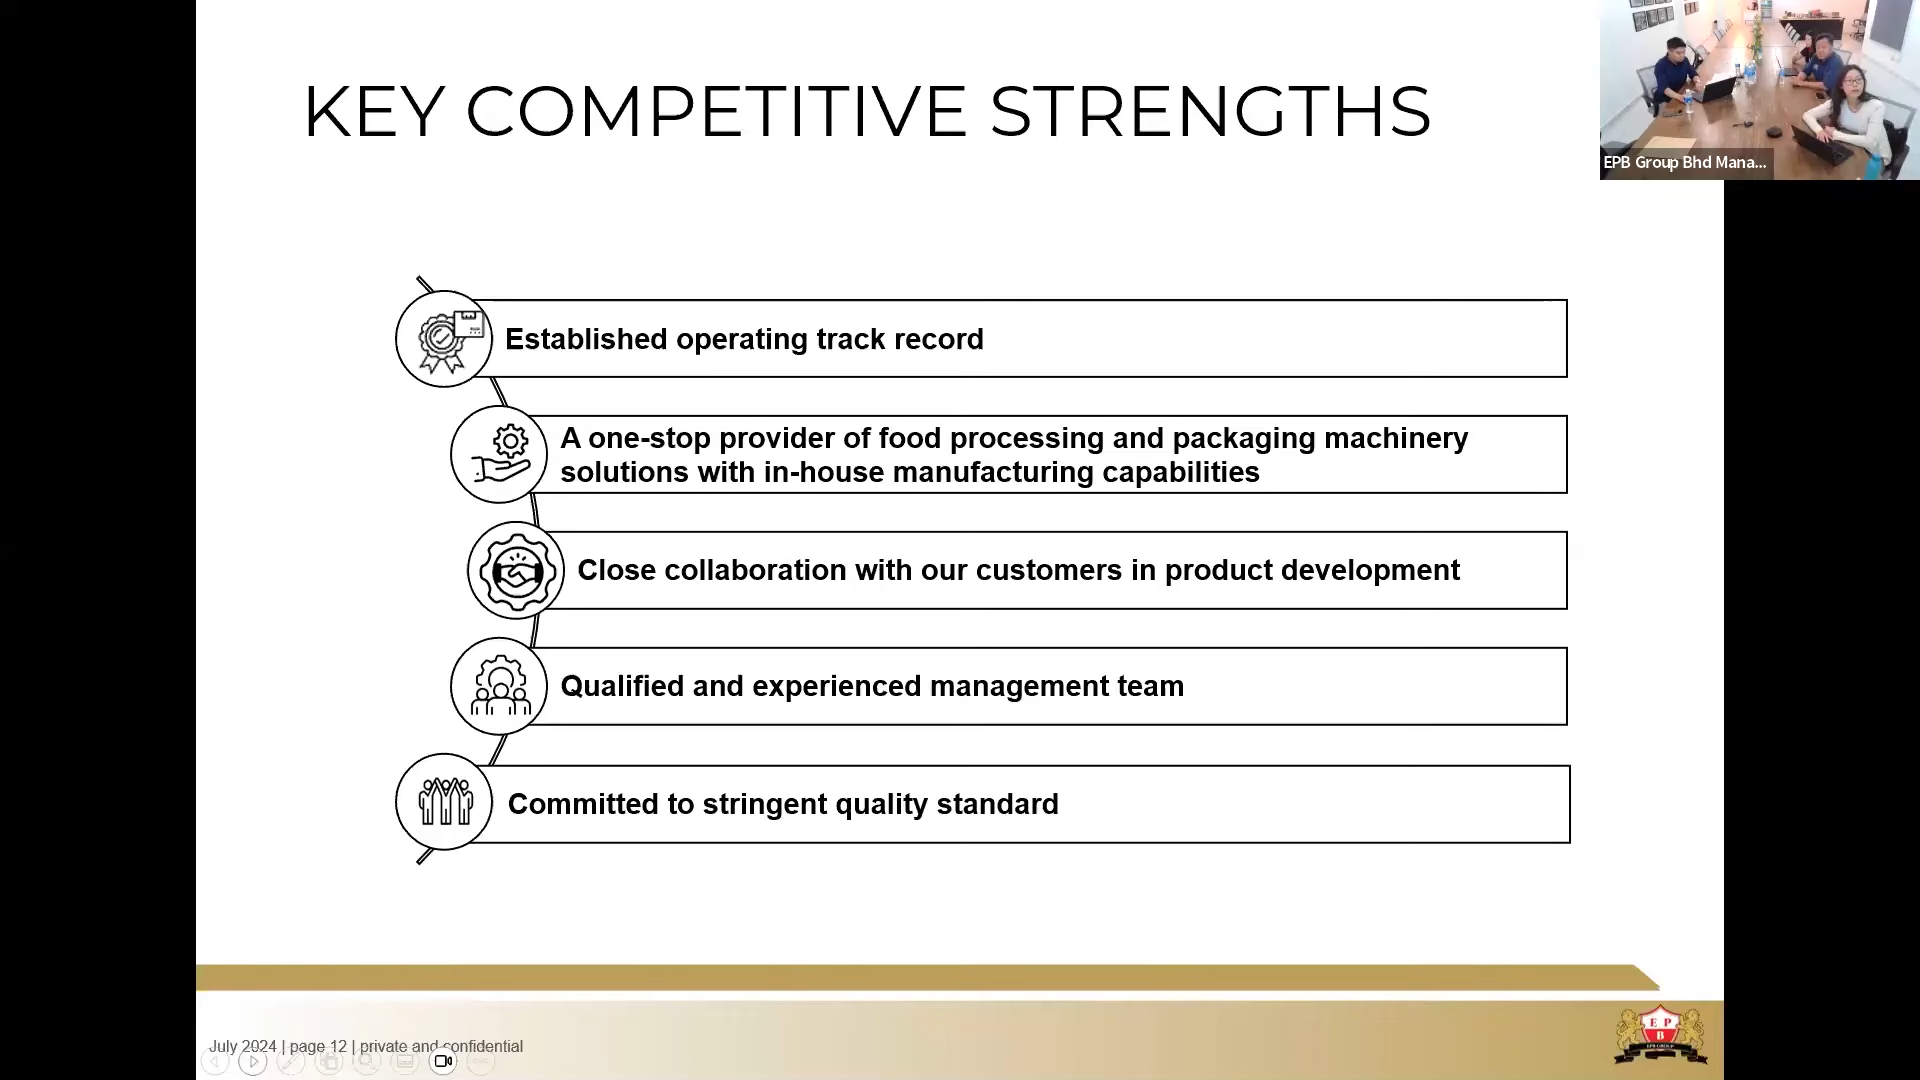 KEY COMPETITIVE STRENGTHS
EPB Group Bhd Mana...
Established operating track record
A one-stop provider of food processing and packaging machinery
solutions with in-house manufacturing capabilities
Close collaboration with our customers in product development
Qualified and experienced management team
Committed to stringent quality standard
July 2024 | page 12 | private and confidential
E P
B
EPB GROUP